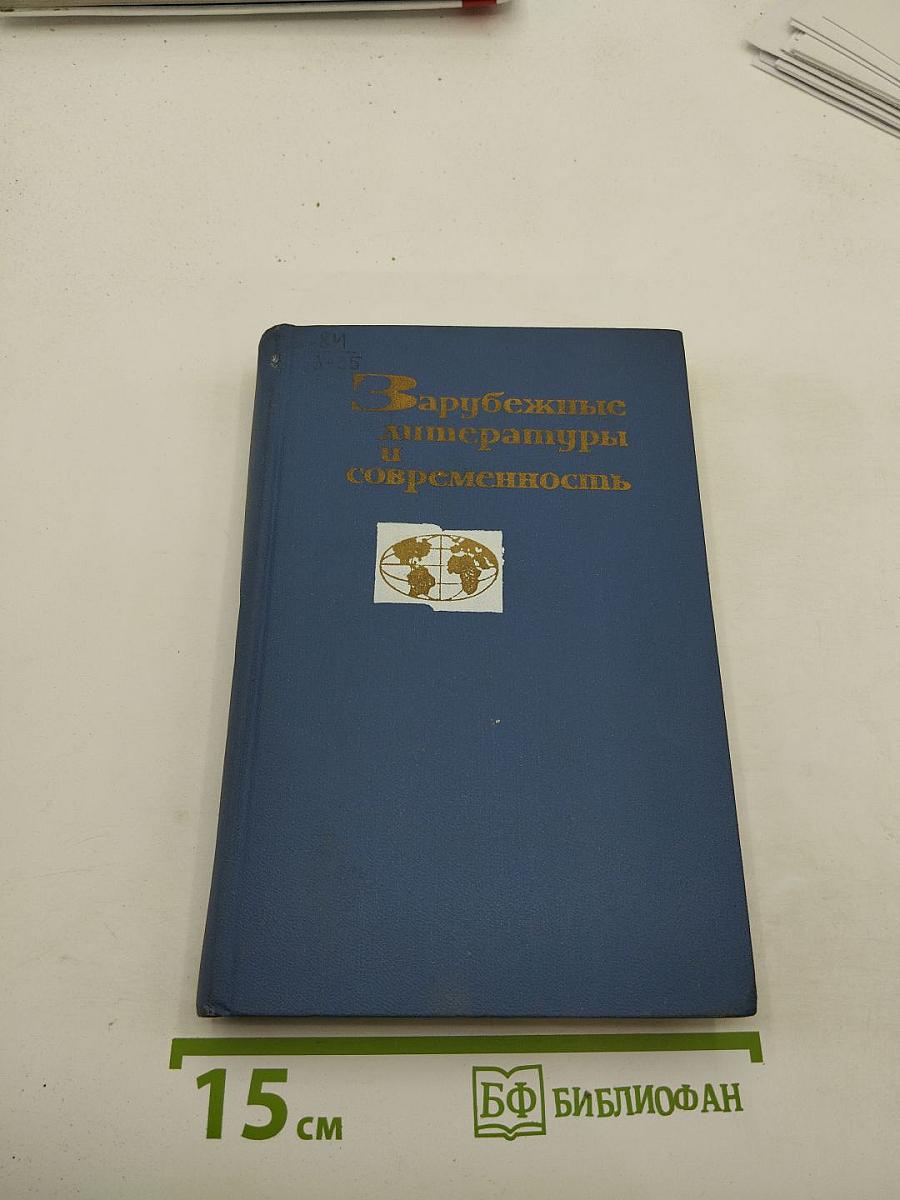 Зарубежные
литературы
и
современность
15 см
БФ БИБЛИОФАН